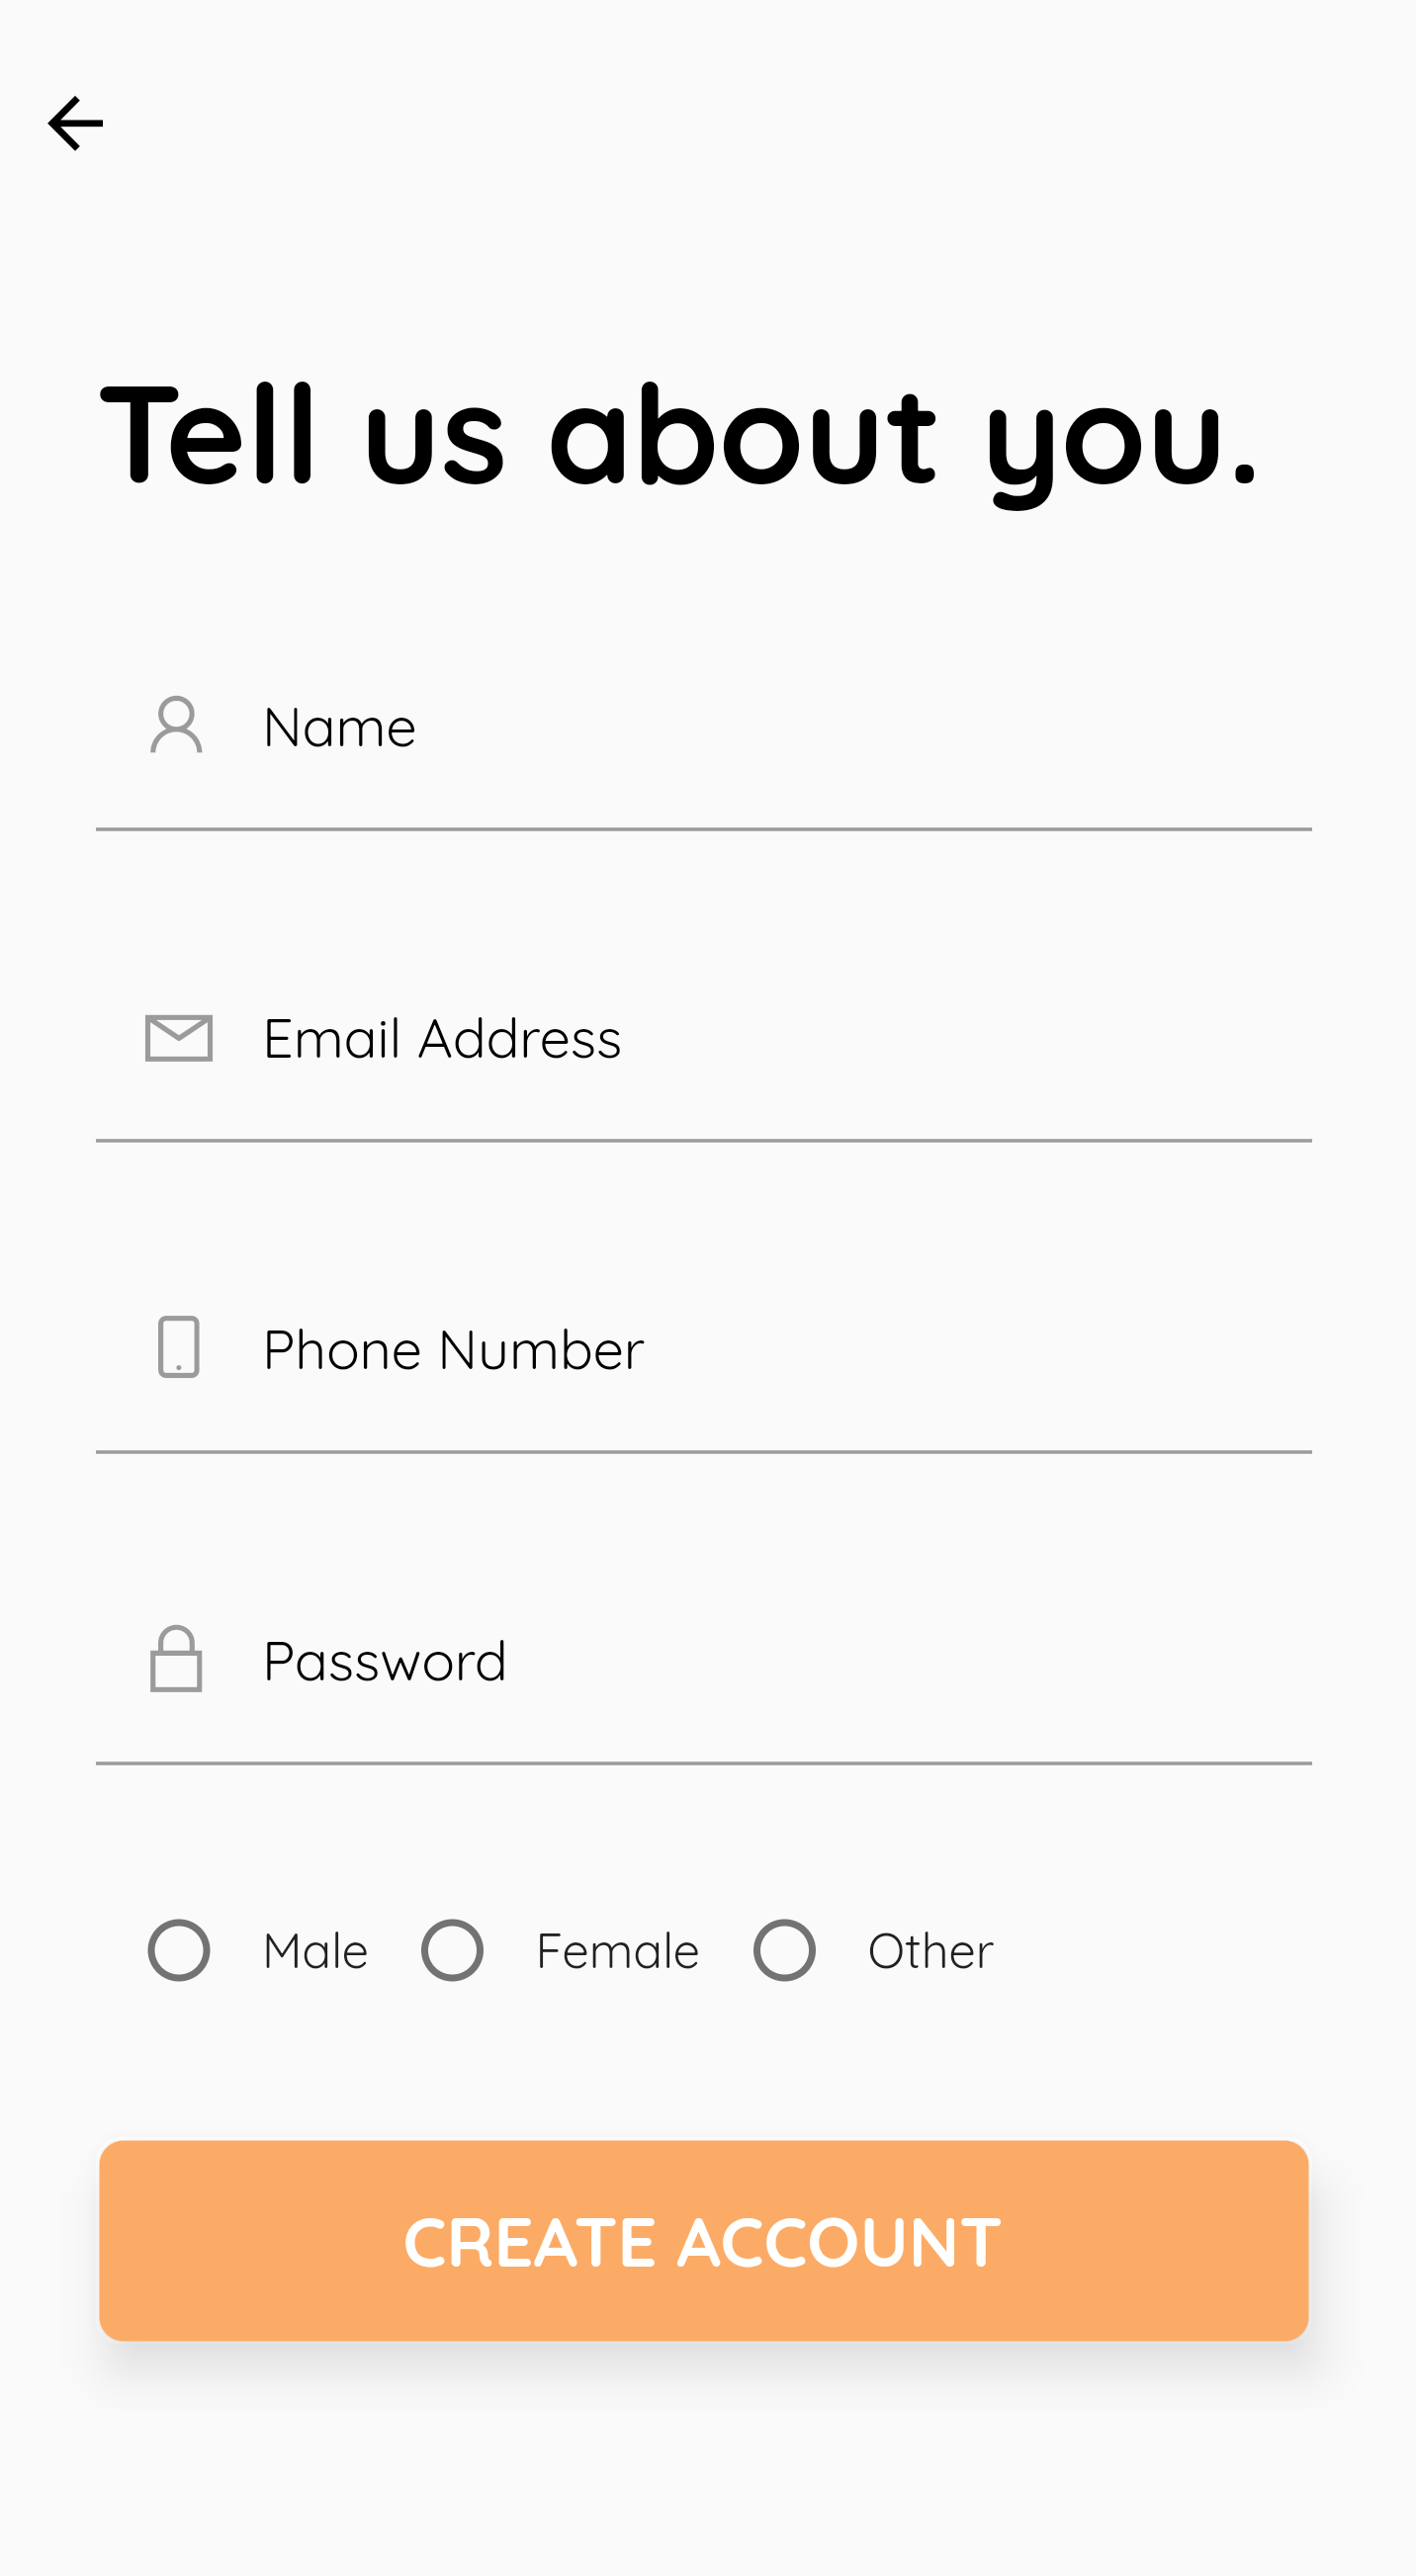 Tell us about you.
Name
Email Address
Phone Number
Password
Male Female Other
CREATE ACCOUNT